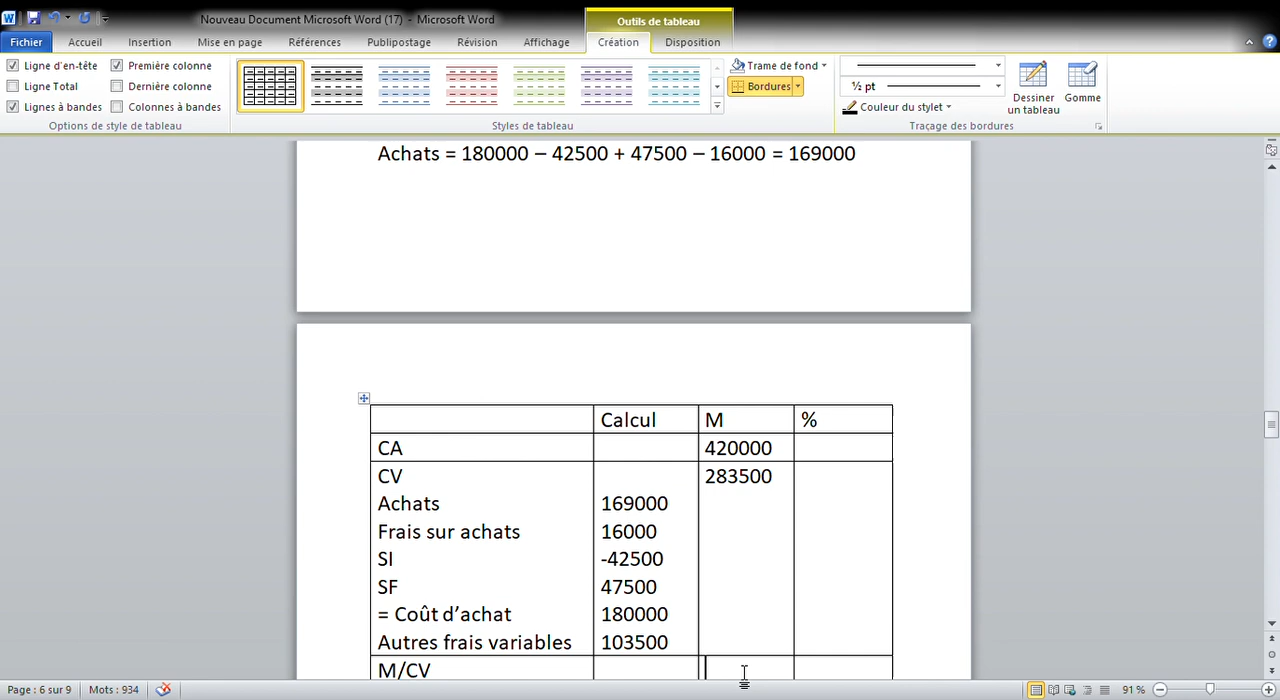 Nouveau Document Microsoft Word (17) - Microsoft Word
Outils de tableau
Fichier Accueil Insertion Mise en page Références Publipostage Révision Affichage Création Disposition
Ligne d'en-tête Première colonne
Ligne Total Dernière colonne
Lignes à bandes Colonnes à bandes
Options de style de tableau
Styles de tableau
Trame de fond
Bordures
½ pt
Couleur du stylet
Dessiner un tableau
Gomme
Traçage des bordures
Achats = 180000 – 42500 + 47500 – 16000 = 169000
Calcul M %
CA 420000
CV 283500
Achats 169000
Frais sur achats 16000
SI -42500
SF 47500
= Coût d'achat 180000
Autres frais variables 103500
M/CV
Page : 6 sur 9 Mots : 934 91 %